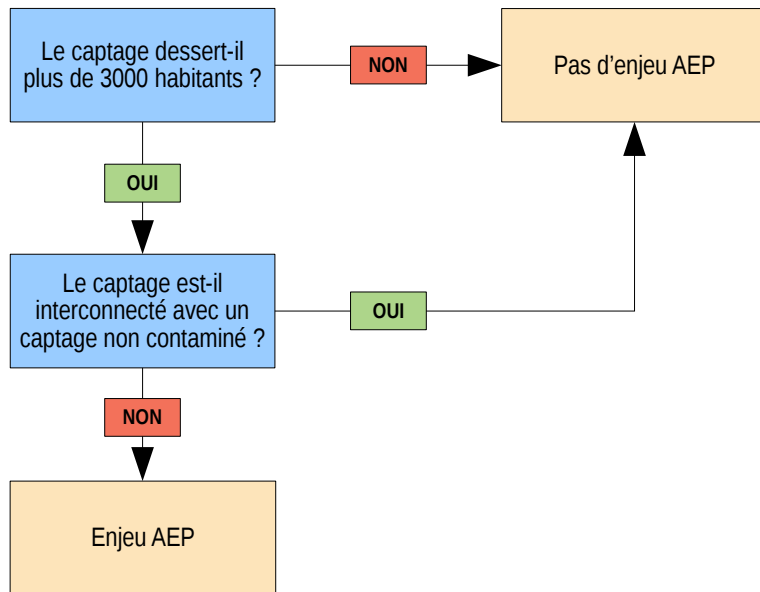 Le captage dessert-il
plus de 3000 habitants ?
NON
Pas d’enjeu AEP
OUI
Le captage est-il
interconnecté avec un
captage non contaminé ?
OUI
NON
Enjeu AEP